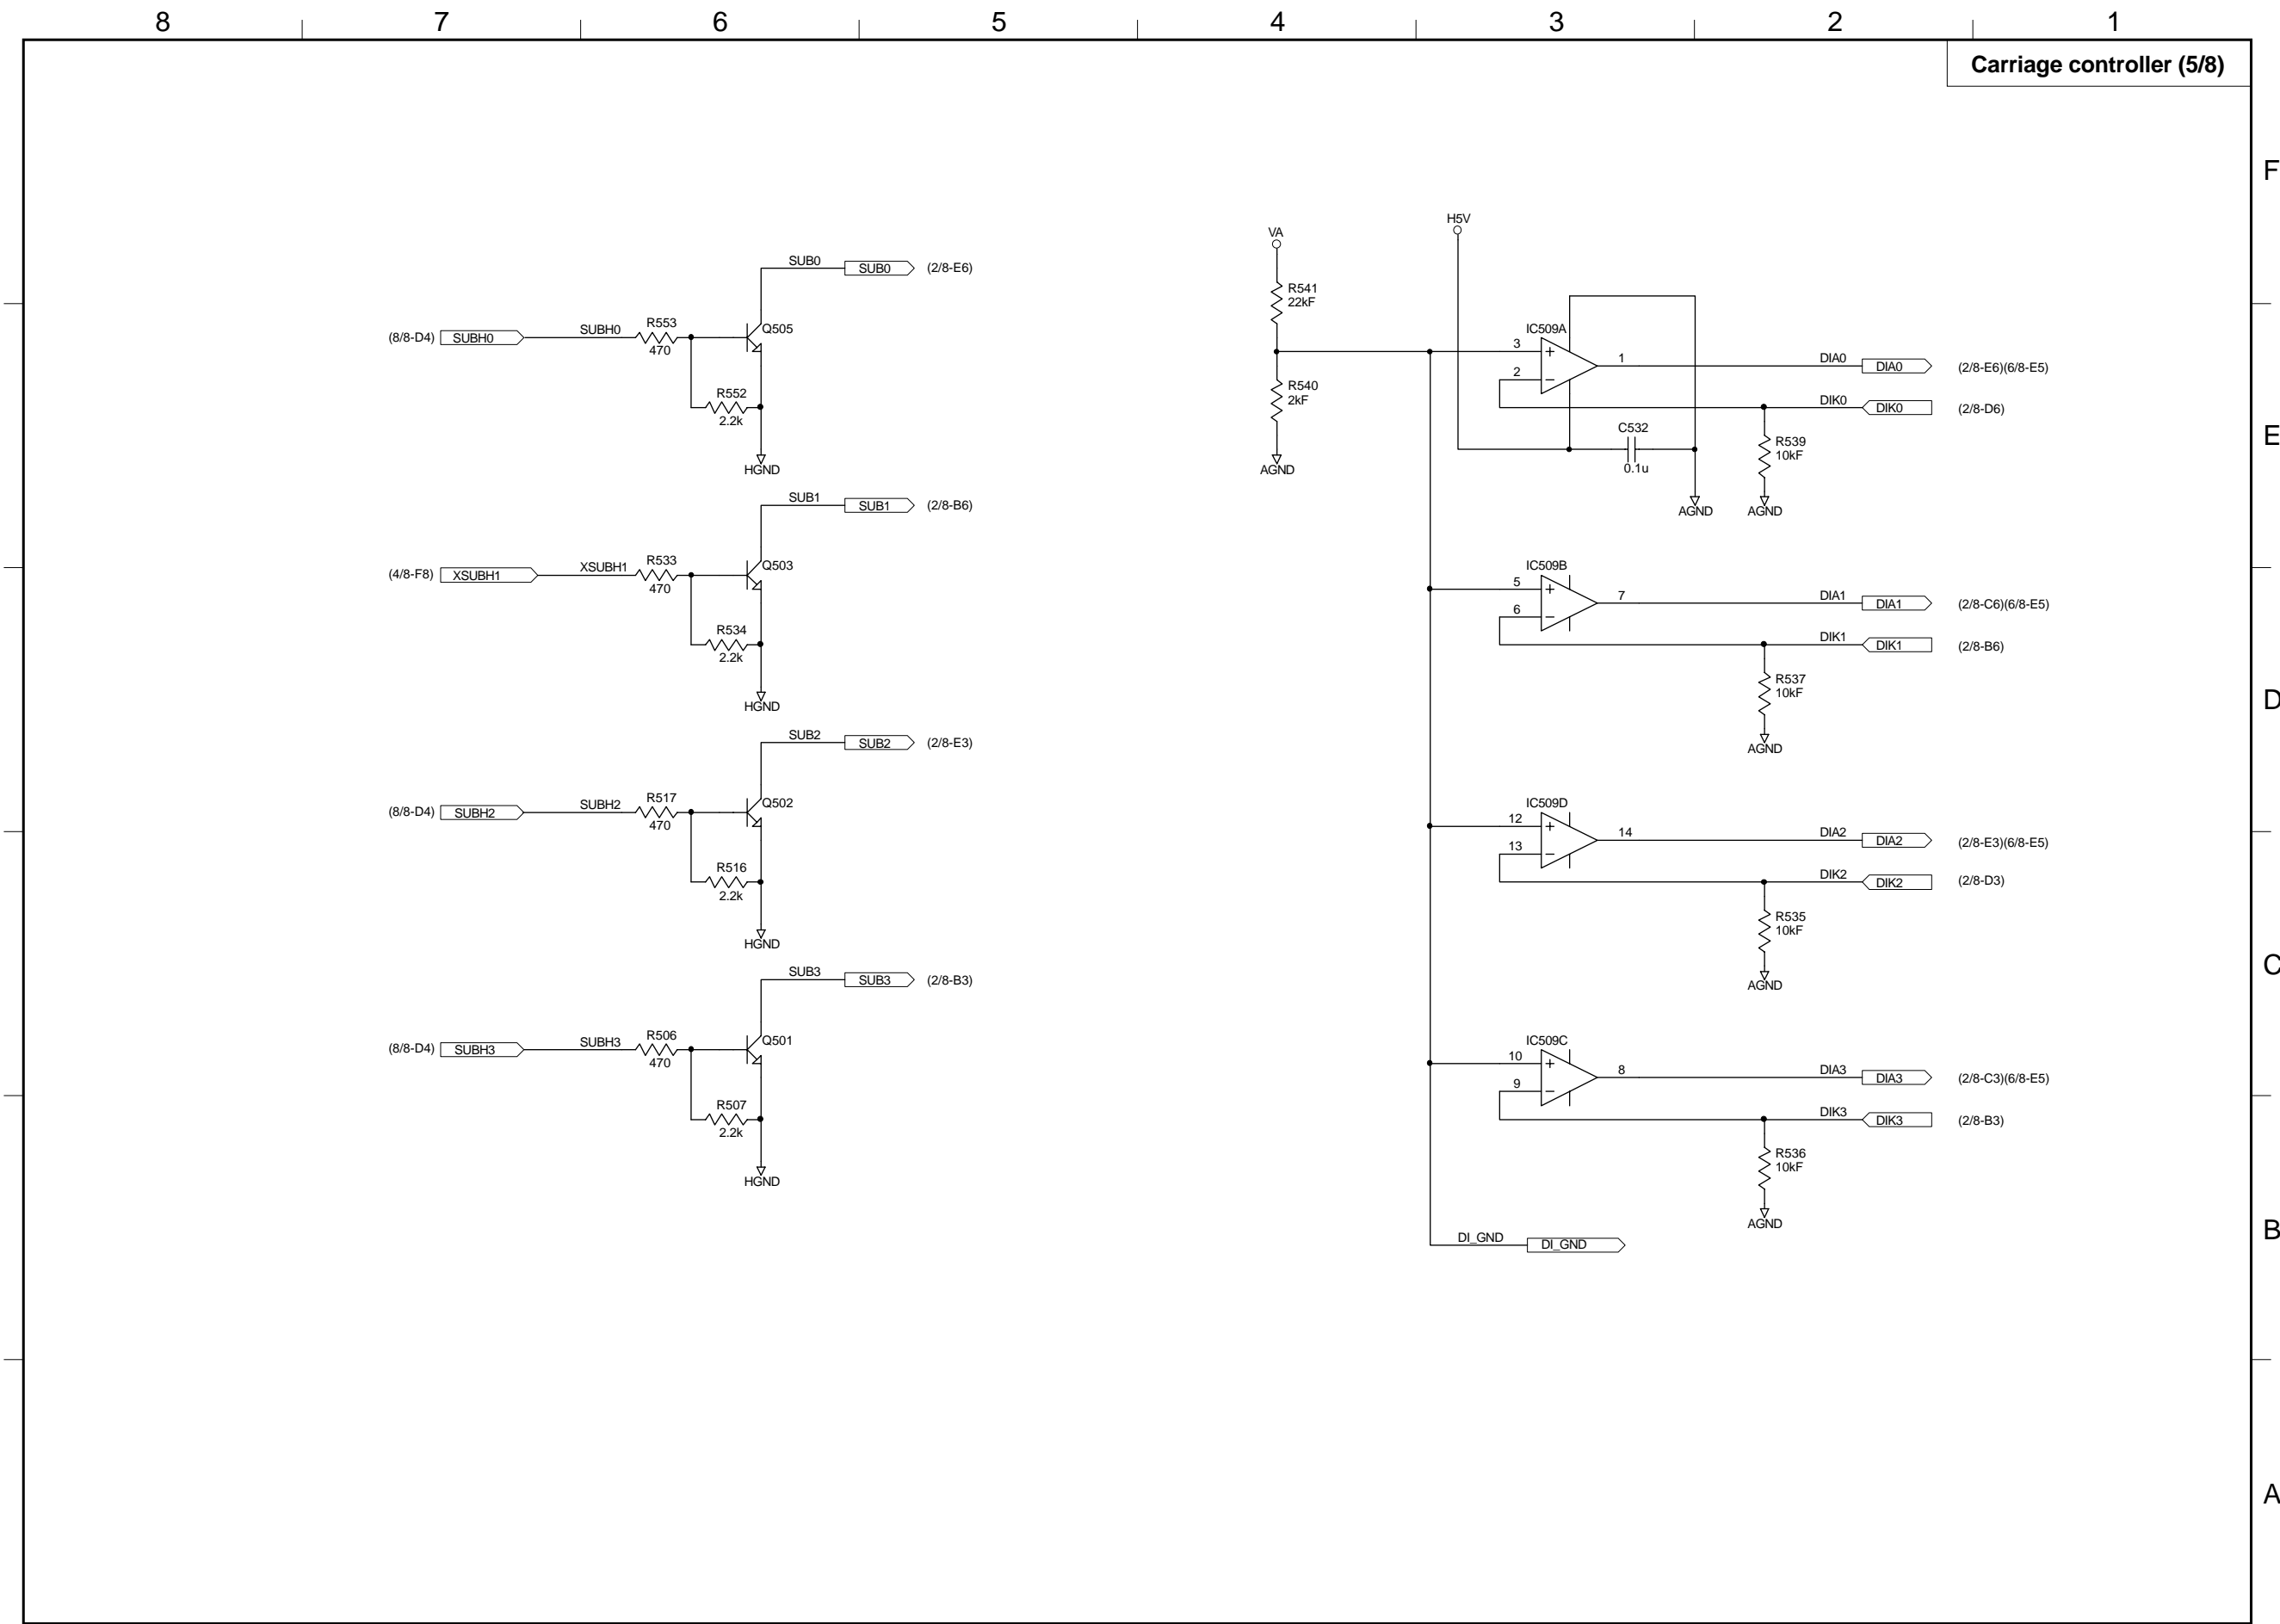 8 7 6 5 4 3 2 1
Carriage controller (5/8)
F
E
D
C
B
A
SUB0 SUB0 (2/8-E6)
(8/8-D4) SUBH0 SUBH0 R553 470 Q505
R552
2.2k
HGND
SUB1 SUB1 (2/8-B6)
(4/8-F8) XSUBH1 XSUBH1 R533 470 Q503
R534
2.2k
HGND
SUB2 SUB2 (2/8-E3)
(8/8-D4) SUBH2 SUBH2 R517 470 Q502
R516
2.2k
HGND
SUB3 SUB3 (2/8-B3)
(8/8-D4) SUBH3 SUBH3 R506 470 Q501
R507
2.2k
HGND
VA
R541
22kF
R540
2kF
AGND
H5V
IC509A
3 + 1 DIA0 DIA0 (2/8-E6)(6/8-E5)
2 −
DIK0 DIK0 (2/8-D6)
C532
0.1u
R539
10kF
AGND AGND
IC509B
5 + 7 DIA1 DIA1 (2/8-C6)(6/8-E5)
6 −
DIK1 DIK1 (2/8-B6)
R537
10kF
AGND
IC509D
12 + 14 DIA2 DIA2 (2/8-E3)(6/8-E5)
13 −
DIK2 DIK2 (2/8-D3)
R535
10kF
AGND
IC509C
10 + 8 DIA3 DIA3 (2/8-C3)(6/8-E5)
9 −
DIK3 DIK3 (2/8-B3)
R536
10kF
AGND
DI_GND DI_GND